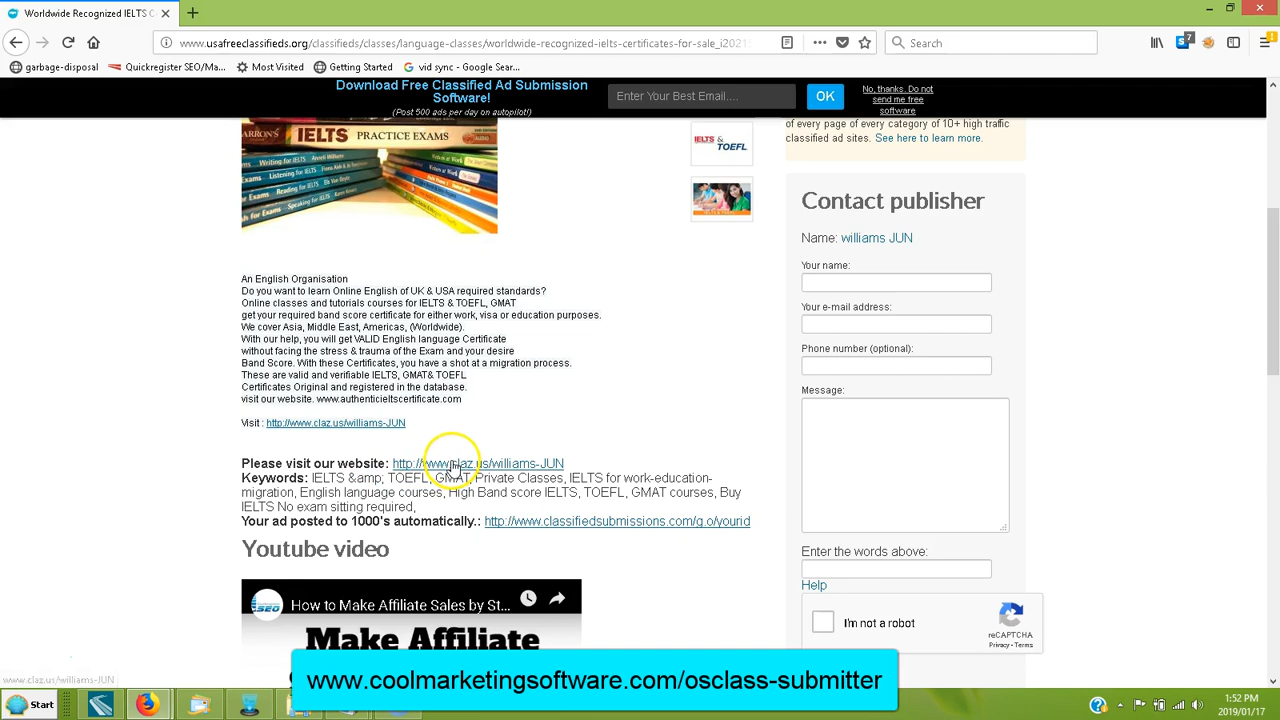 Worldwide Recognized IELTS C
www.usafreeclassifieds.org/classifieds/classes/language-classes/worldwide-recognized-ielts-certificates-for-sale_i20215
Search
7
garbage-disposal
Quickregister SEO/Ma...
Most Visited
Getting Started
vid sync - Google Sear...
Download Free Classified Ad Submission
Software!
(Post 500 ads per day on autopilot!)
Enter Your Best Email....
OK
No, thanks. Do not
send me free
software
BARRON'S
IELTS PRACTICE EXAMS
IELTS &
TOEFL
of every page of every category of 10+ high traffic
classified ad sites. See here to learn more.
An English Organisation
Do you want to learn Online English of UK & USA required standards?
Online classes and tutorials courses for IELTS & TOEFL, GMAT
get your required band score certificate for either work, visa or education purposes.
We cover Asia, Middle East, Americas, (Worldwide).
With our help, you will get VALID English language Certificate
without facing the stress & trauma of the Exam and your desire
Band Score. With these Certificates, you have a shot at a migration process.
These are valid and verifiable IELTS, GMAT& TOEFL
Certificates Original and registered in the database.
visit our website. www.authenticieltscertificate.com
Visit : http://www.claz.us/williams-JUN
Please visit our website: http://www.claz.us/williams-JUN
Keywords: IELTS &amp; TOEFL, GMAT, Private Classes, IELTS for work-education-
migration, English language courses, High Band score IELTS, TOEFL, GMAT courses, Buy
IELTS No exam sitting required,
Your ad posted to 1000's automatically.: http://www.classifiedsubmissions.com/g.o/yourid
Youtube video
SEO
How to Make Affiliate Sales by St...
Make Affiliate
Contact publisher
Name: williams JUN
Your name:
Your e-mail address:
Phone number (optional):
Message:
Enter the words above:
Help
I'm not a robot
reCAPTCHA
Privacy - Terms
www.claz.us/williams-JUN
www.coolmarketingsoftware.com/osclass-submitter
Start
1:52 PM
2019/01/17